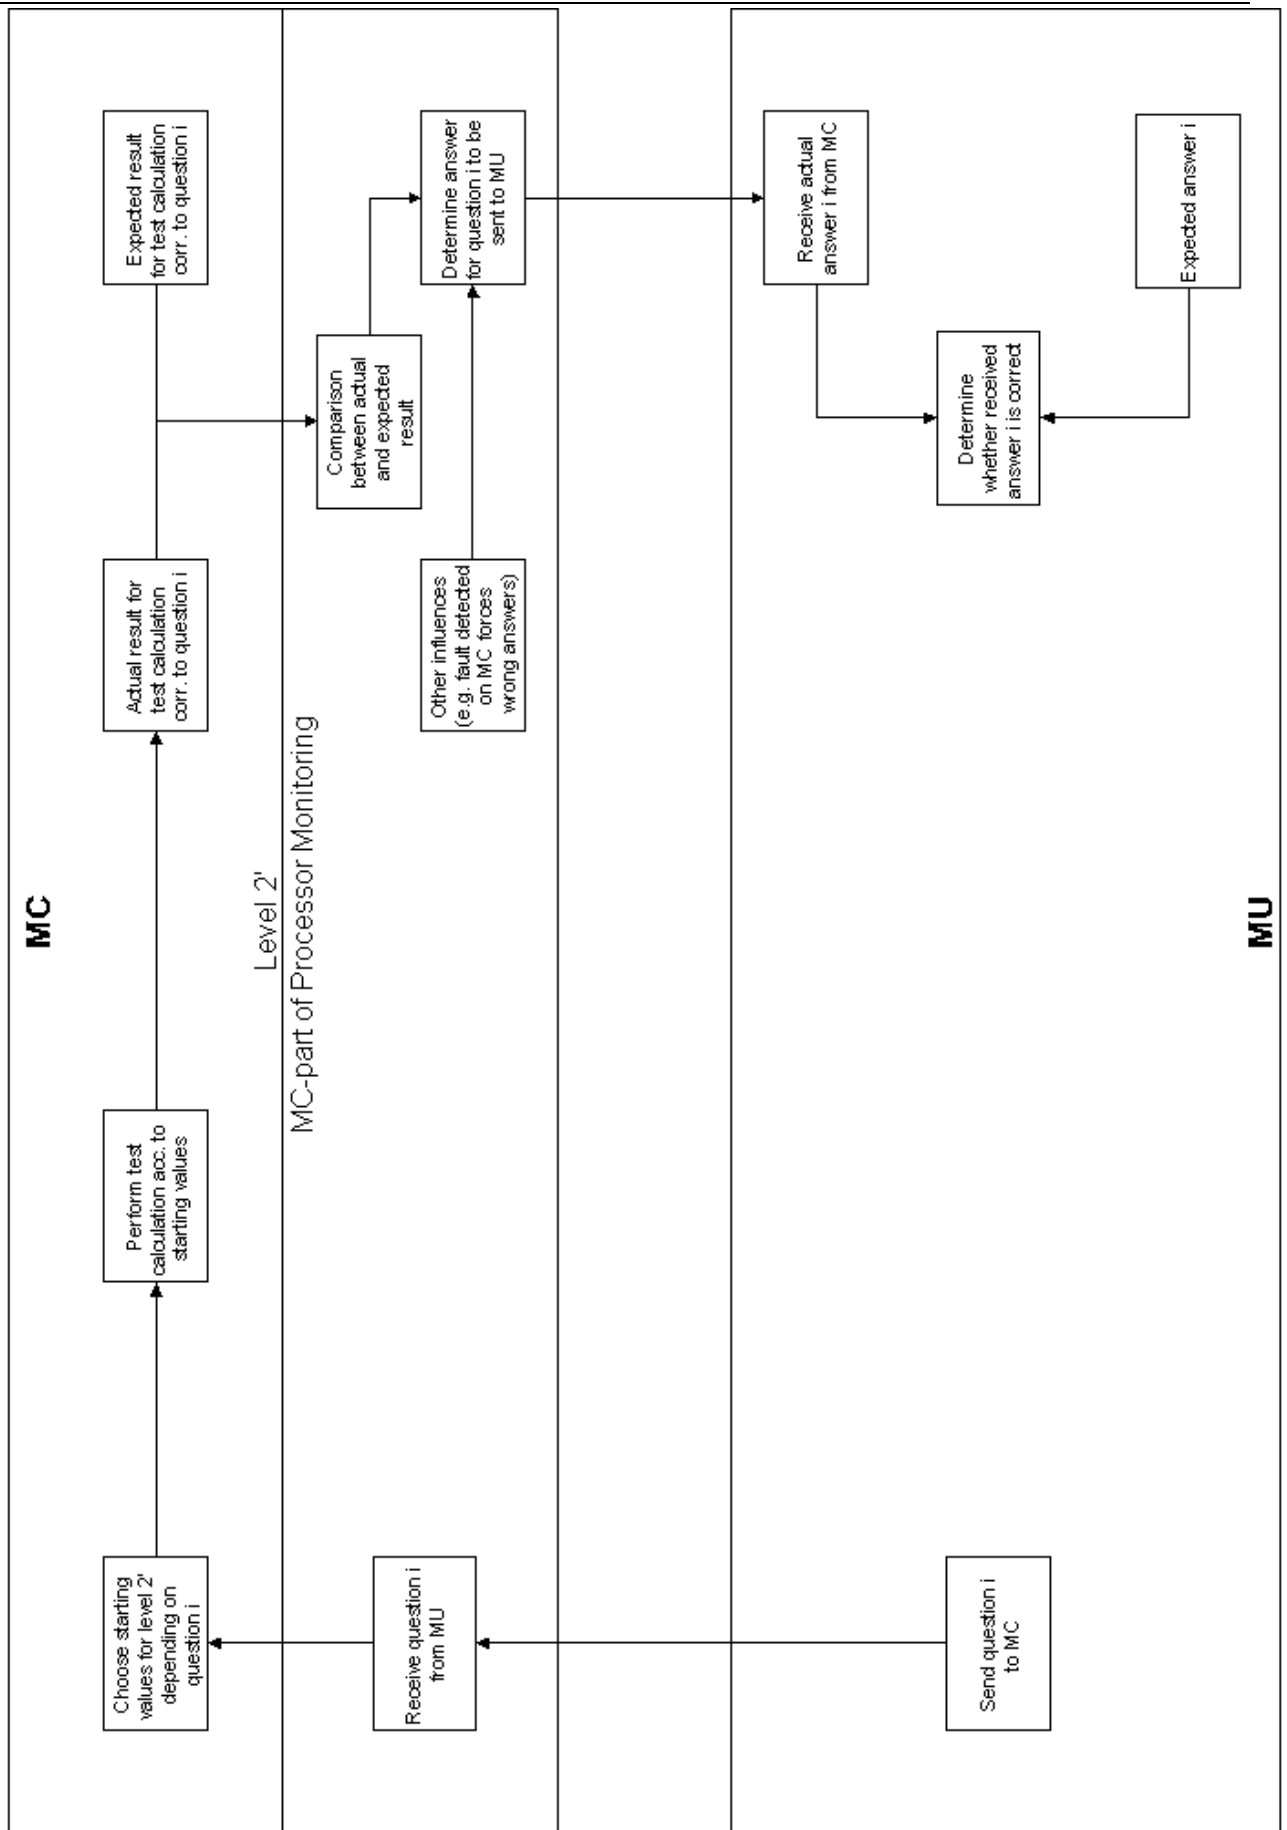 MC
Choose starting
values for level 2'
depending on
question i
Perform test
calculation acc. to
starting values
Actual result for
test calculation
corr. to question i
Expected result
for test calculation
corr. to question i
Level 2'
MC-part of Processor Monitoring
Receive question i
from MU
Comparison
between actual
and expected
result
Other influences
(e.g. fault detected
on MC forces
wrong answers)
Determine answer
for question i to be
sent to MU
Send question i
to MC
Receive actual
answer i from MC
Determine
whether received
answer i is correct
Expected answer i
MU